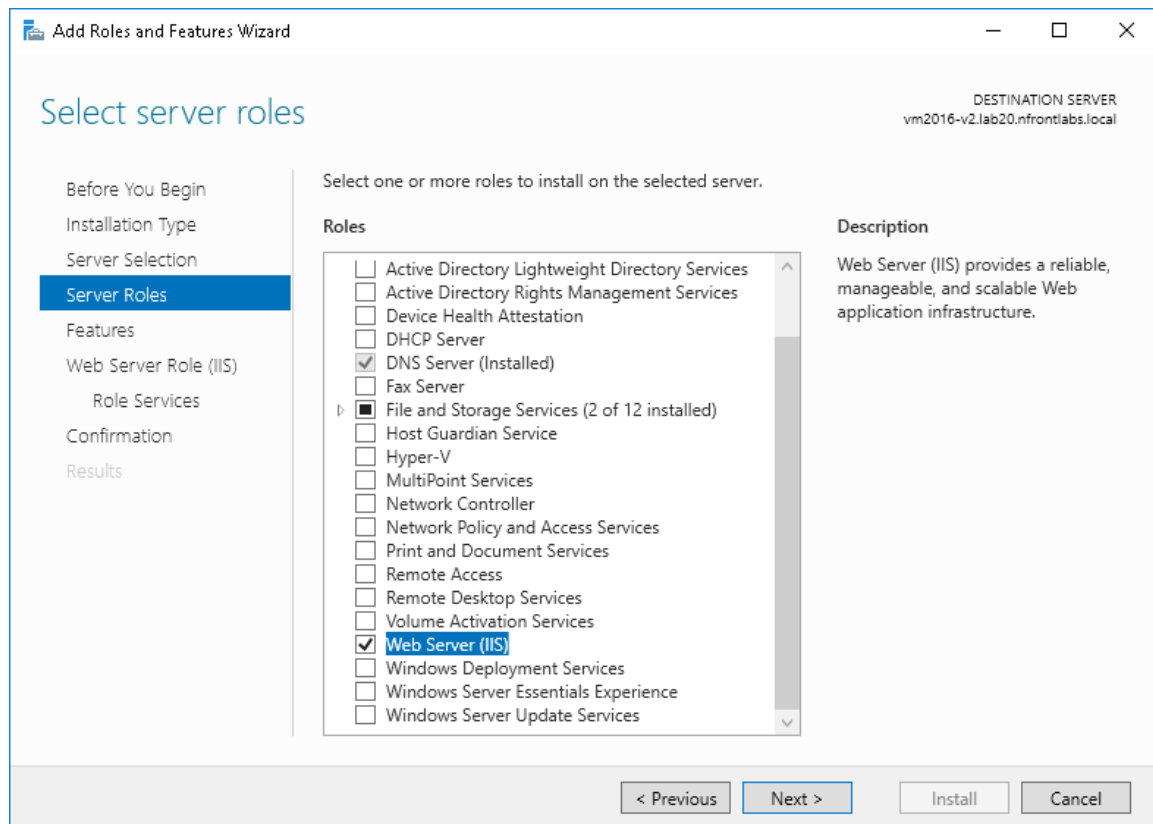 Add Roles and Features Wizard
Select server roles
DESTINATION SERVER
vm2016-v2.lab20.nfrontlabs.local
Before You Begin
Installation Type
Server Selection
Server Roles
Features
Web Server Role (IIS)
Role Services
Confirmation
Results
Select one or more roles to install on the selected server.
Roles
Active Directory Lightweight Directory Services
Active Directory Rights Management Services
Device Health Attestation
DHCP Server
DNS Server (Installed)
Fax Server
File and Storage Services (2 of 12 installed)
Host Guardian Service
Hyper-V
MultiPoint Services
Network Controller
Network Policy and Access Services
Print and Document Services
Remote Access
Remote Desktop Services
Volume Activation Services
Web Server (IIS)
Windows Deployment Services
Windows Server Essentials Experience
Windows Server Update Services
Description
Web Server (IIS) provides a reliable,
manageable, and scalable Web
application infrastructure.
< Previous
Next >
Install
Cancel